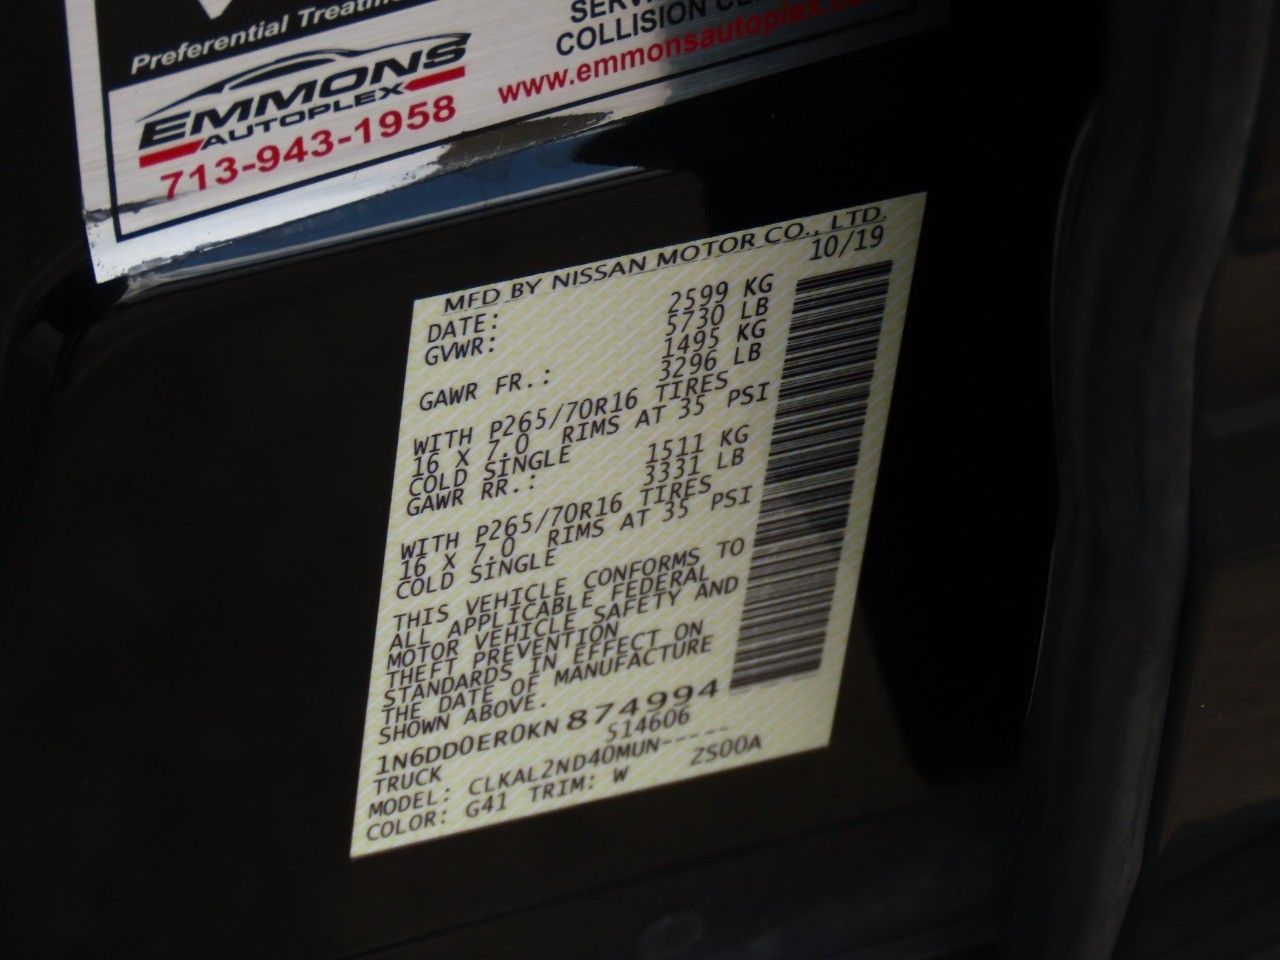 Preferential
SERV
COLLISION CE
EMMONS
AUTOPLEX
www.emmonsautoplex.co
713-943-1958
MFD BY NISSAN MOTOR CO., LTD.
DATE: 10/19
GVWR: 2599 KG
5730 LB
GAWR FR.: 1495 KG
3296 LB
WITH P265/70R16 TIRES
16 X 7.0 RIMS AT 35 PSI
COLD SINGLE
GAWR RR.: 1511 KG
3331 LB
WITH P265/70R16 TIRES
16 X 7.0 RIMS AT 35 PSI
COLD SINGLE
THIS VEHICLE CONFORMS TO
ALL APPLICABLE FEDERAL
MOTOR VEHICLE SAFETY AND
THEFT PREVENTION
STANDARDS IN EFFECT ON
THE DATE OF MANUFACTURE
SHOWN ABOVE.
1N6DD0ER0KN 874994
TRUCK 514606
MODEL: CLKAL2ND40MUN-----
COLOR: G41 TRIM: W ZS00A